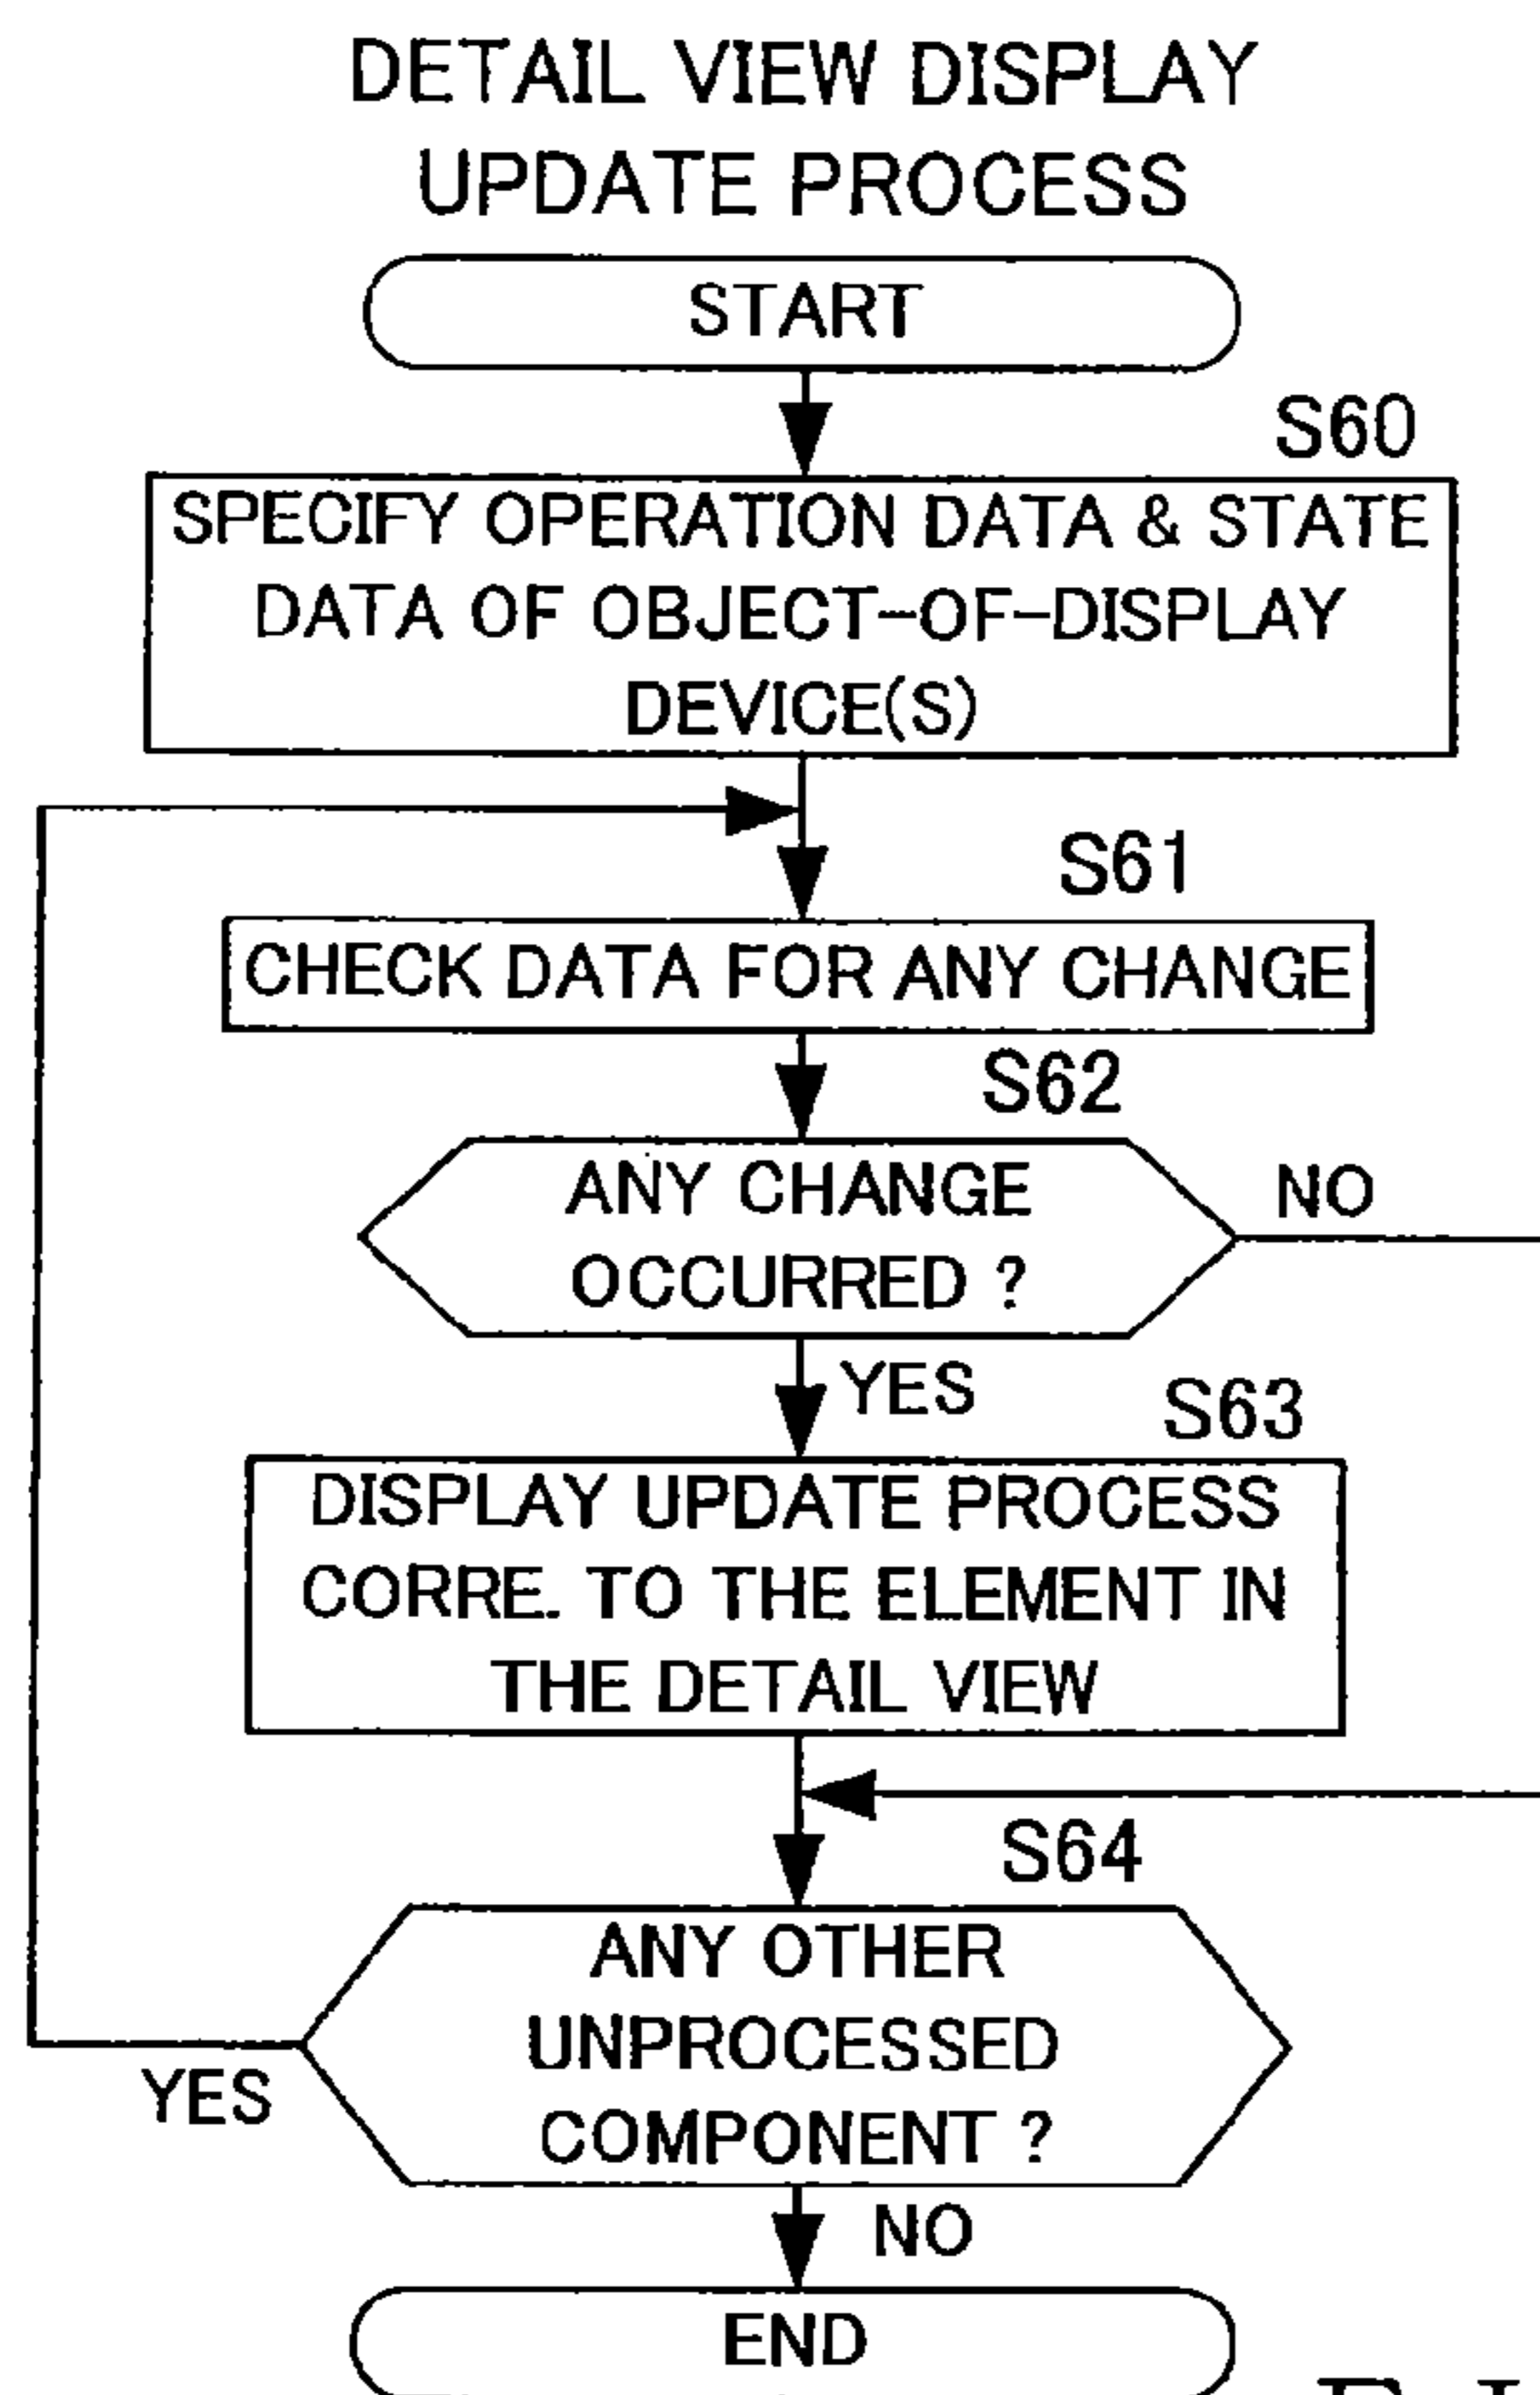 DETAIL VIEW DISPLAY
UPDATE PROCESS
START
S60
SPECIFY OPERATION DATA & STATE
DATA OF OBJECT-OF-DISPLAY
DEVICE(S)
S61
CHECK DATA FOR ANY CHANGE
S62
ANY CHANGE
OCCURRED ?
NO
YES
S63
DISPLAY UPDATE PROCESS
CORRE. TO THE ELEMENT IN
THE DETAIL VIEW
S64
ANY OTHER
UNPROCESSED
COMPONENT ?
YES
NO
END